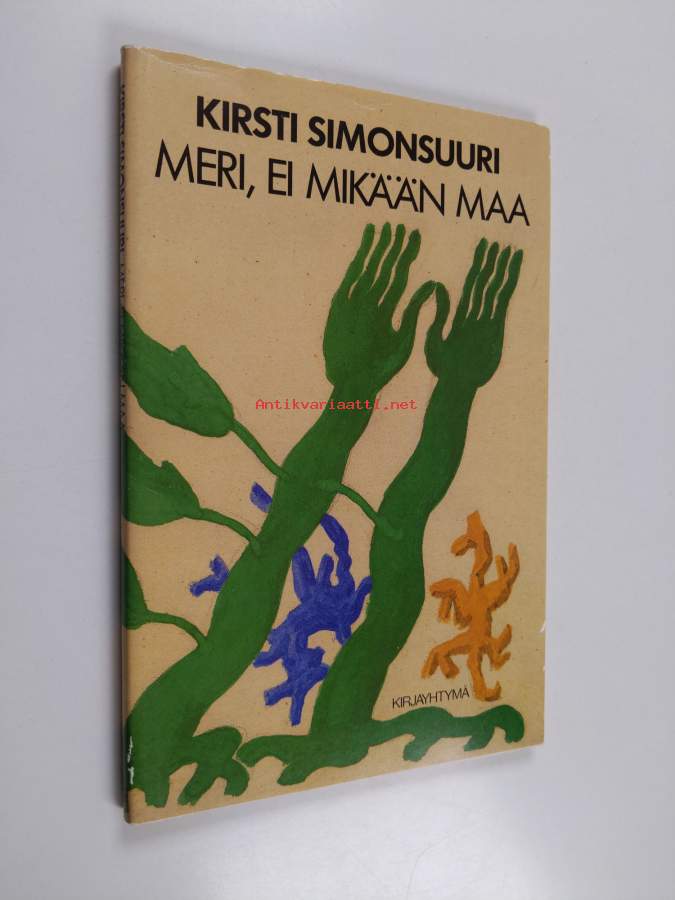 KIRSTI SIMONSUURI
MERI, EI MIKÄÄN MAA
Antikvariaatti.net
KIRJAYHTYMÄ